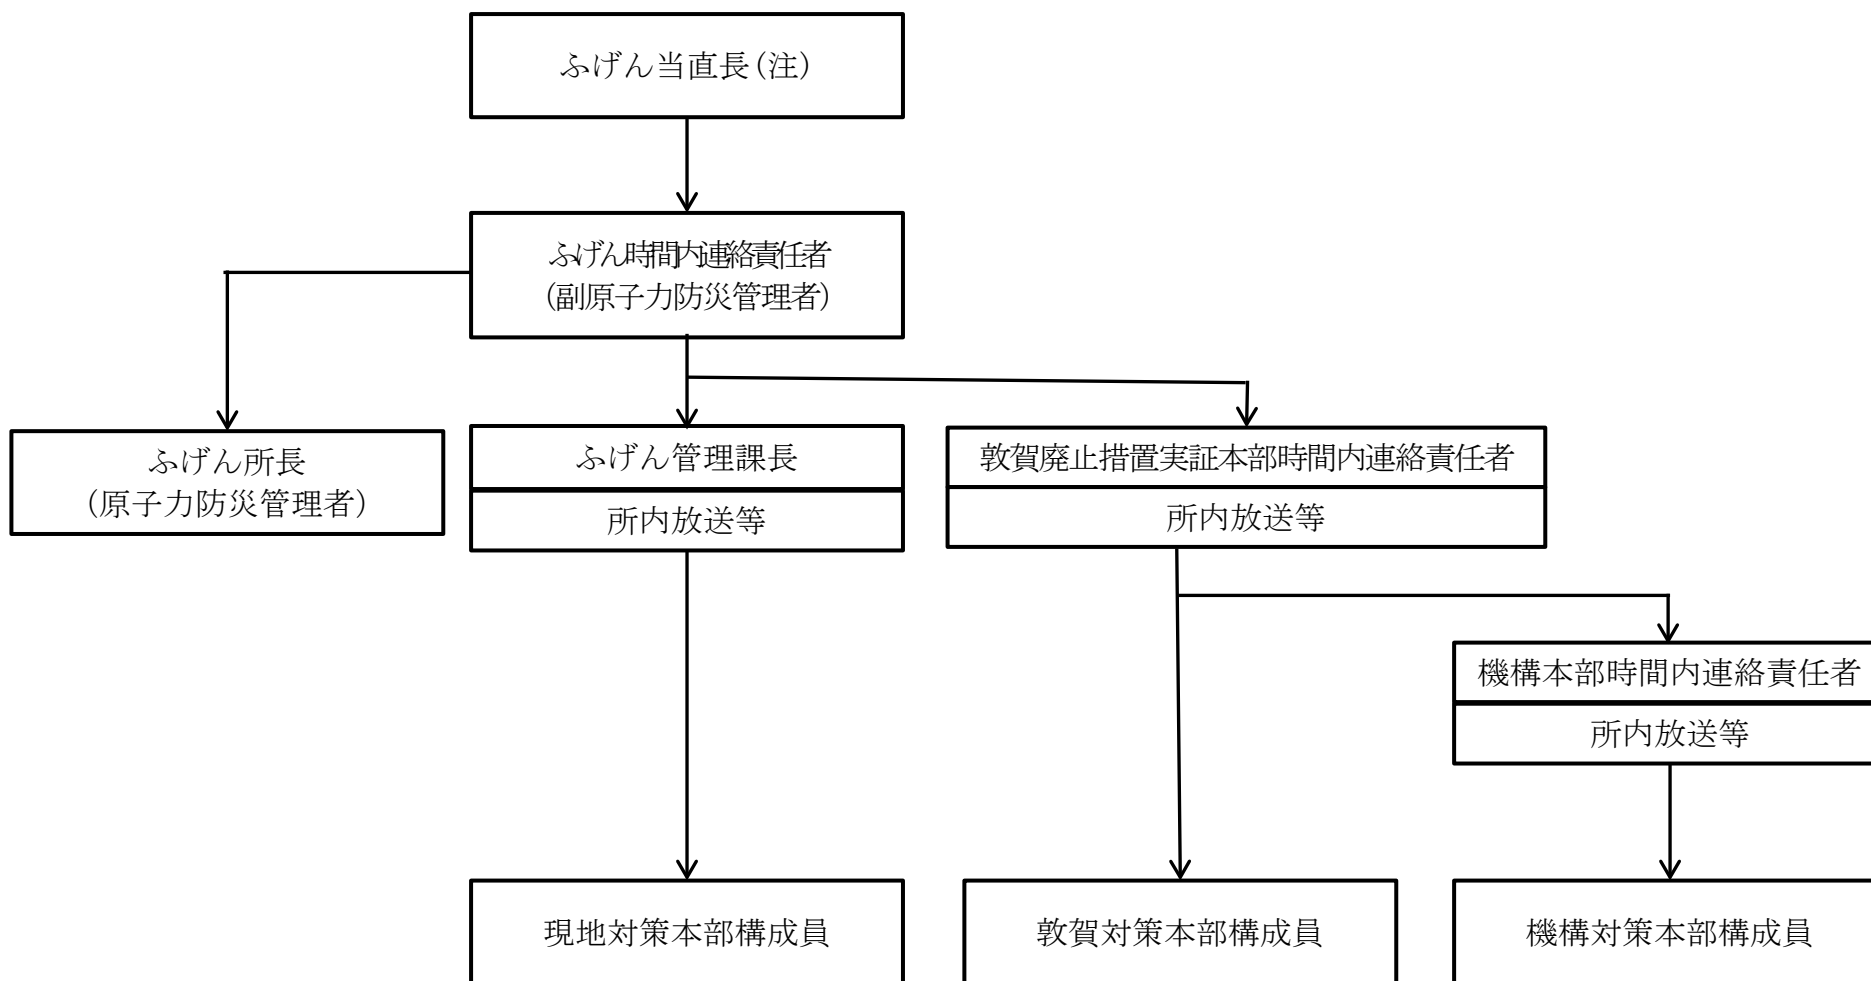 ふげん当直長(注)
ふげん時間内連絡責任者
(副原子力防災管理者)
ふげん所長
(原子力防災管理者)
ふげん管理課長
所内放送等
敦賀廃止措置実証本部時間内連絡責任者
所内放送等
機構本部時間内連絡責任者
所内放送等
現地対策本部構成員
敦賀対策本部構成員
機構対策本部構成員